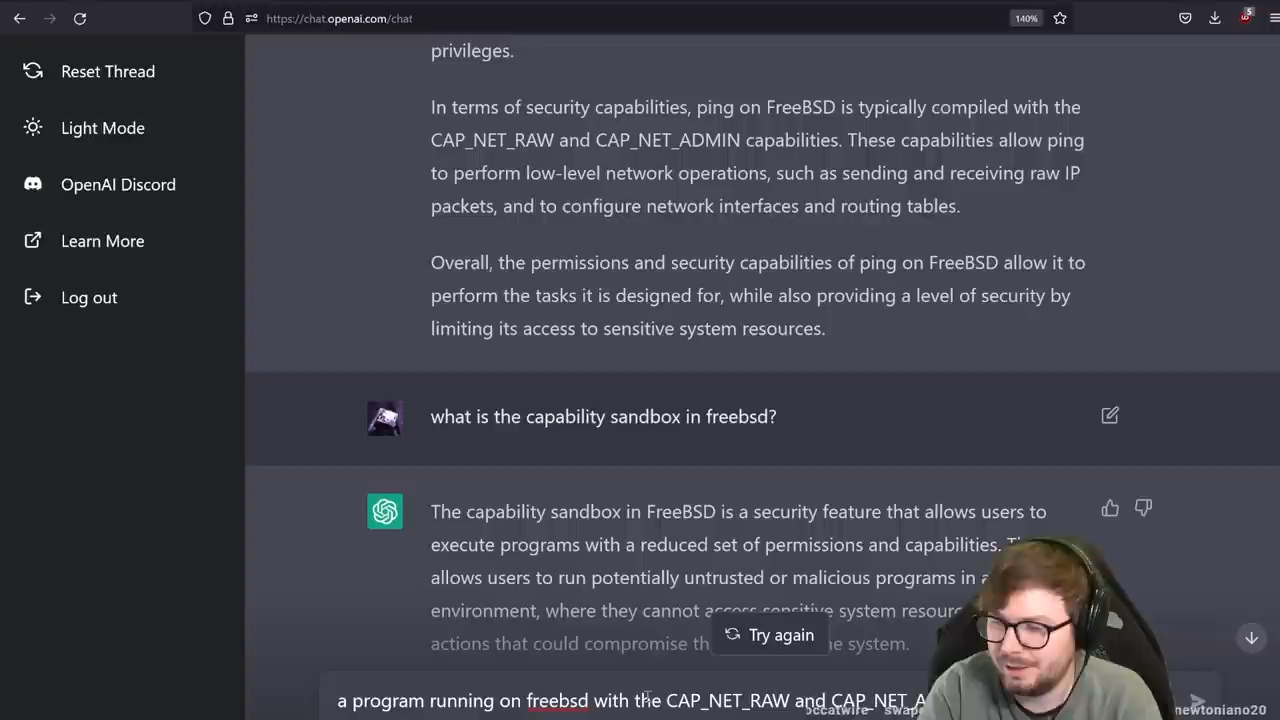 https://chat.openai.com/chat
140%
5
Reset Thread
Light Mode
OpenAI Discord
Learn More
Log out
privileges.
In terms of security capabilities, ping on FreeBSD is typically compiled with the
CAP_NET_RAW and CAP_NET_ADMIN capabilities. These capabilities allow ping
to perform low-level network operations, such as sending and receiving raw IP
packets, and to configure network interfaces and routing tables.
Overall, the permissions and security capabilities of ping on FreeBSD allow it to
perform the tasks it is designed for, while also providing a level of security by
limiting its access to sensitive system resources.
what is the capability sandbox in freebsd?
The capability sandbox in FreeBSD is a security feature that allows users to
execute programs with a reduced set of permissions and capabilities.
allows users to run potentially untrusted or malicious programs in
environment, where they cannot access sensitive system
actions that could compromise the system.
Try again
a program running on freebsd with the CAP_NET_RAW and
newtoniano20